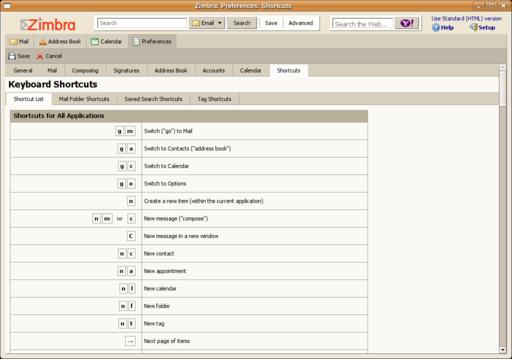 Zimbra: Preferences: Shortcuts
Zimbra
Search
Email
Search
Save
Advanced
Search the Web...
Y!
Use Standard (HTML) version
Help
Setup
Mail
Address Book
Calendar
Preferences
Save
Cancel
General
Mail
Composing
Signatures
Address Book
Accounts
Calendar
Shortcuts
Keyboard Shortcuts
Shortcut List
Mail Folder Shortcuts
Saved Search Shortcuts
Tag Shortcuts
Shortcuts for All Applications
g m Switch ("go") to Mail
g a Switch to Contacts ("address book")
g c Switch to Calendar
g o Switch to Options
n Create a new item (within the current application)
n m or c New message ("compose")
C New message in a new window
n c New contact
n a New appointment
n l New calendar
n f New folder
n t New tag
→ Next page of items